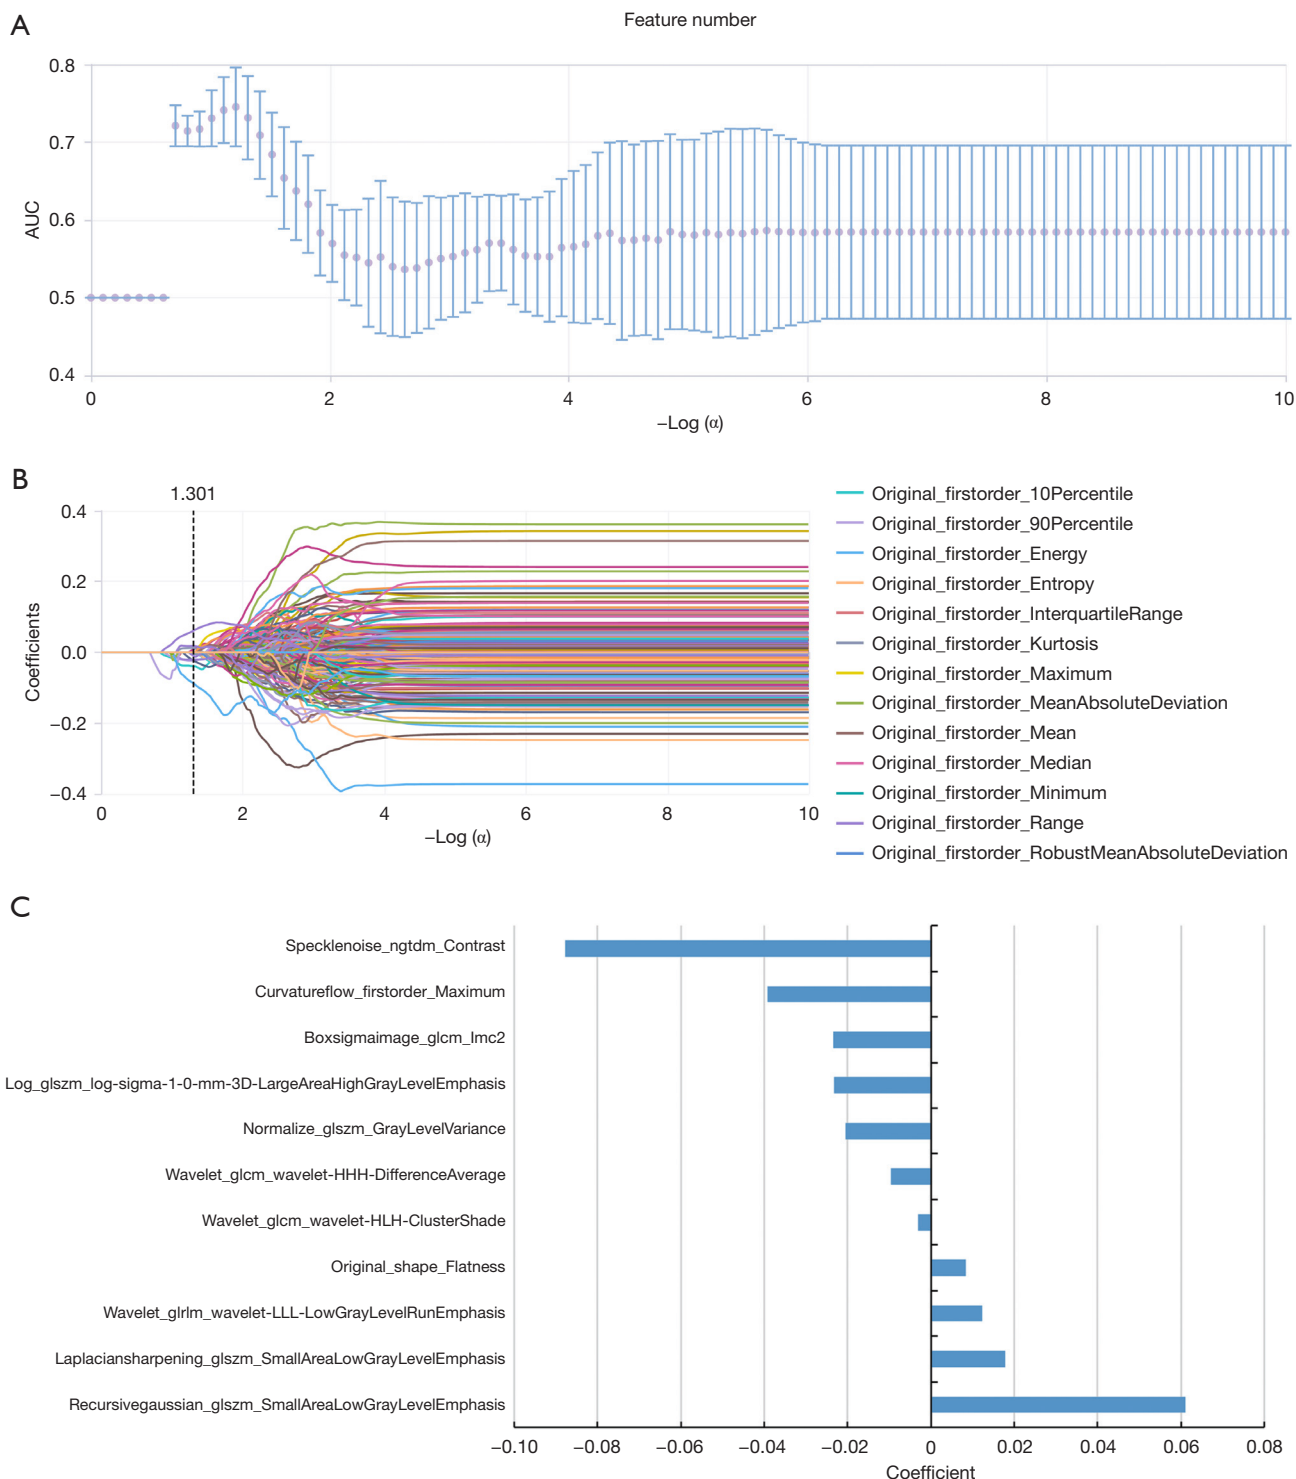 A
Feature number
0.8
0.7
0.6
0.5
0.4
AUC
0 2 4 6 8 10
−Log (α)
B
1.301
0.4
0.2
0.0
−0.2
−0.4
Coefficients
0 2 4 6 8 10
−Log (α)
Original_firstorder_10Percentile
Original_firstorder_90Percentile
Original_firstorder_Energy
Original_firstorder_Entropy
Original_firstorder_InterquartileRange
Original_firstorder_Kurtosis
Original_firstorder_Maximum
Original_firstorder_MeanAbsoluteDeviation
Original_firstorder_Mean
Original_firstorder_Median
Original_firstorder_Minimum
Original_firstorder_Range
Original_firstorder_RobustMeanAbsoluteDeviation
C
Specklenoise_ngtdm_Contrast
Curvatureflow_firstorder_Maximum
Boxsigmaimage_glcm_lmc2
Log_glszm_log-sigma-1-0-mm-3D-LargeAreaHighGrayLevelEmphasis
Normalize_glszm_GrayLevelVariance
Wavelet_glcm_wavelet-HHH-DifferenceAverage
Wavelet_glcm_wavelet-HLH-ClusterShade
Original_shape_Flatness
Wavelet_glrlm_wavelet-LLL-LowGrayLevelRunEmphasis
Laplaciansharpening_glszm_SmallAreaLowGrayLevelEmphasis
Recursivegaussian_glszm_SmallAreaLowGrayLevelEmphasis
−0.10 −0.08 −0.06 −0.04 −0.02 0 0.02 0.04 0.06 0.08
Coefficient